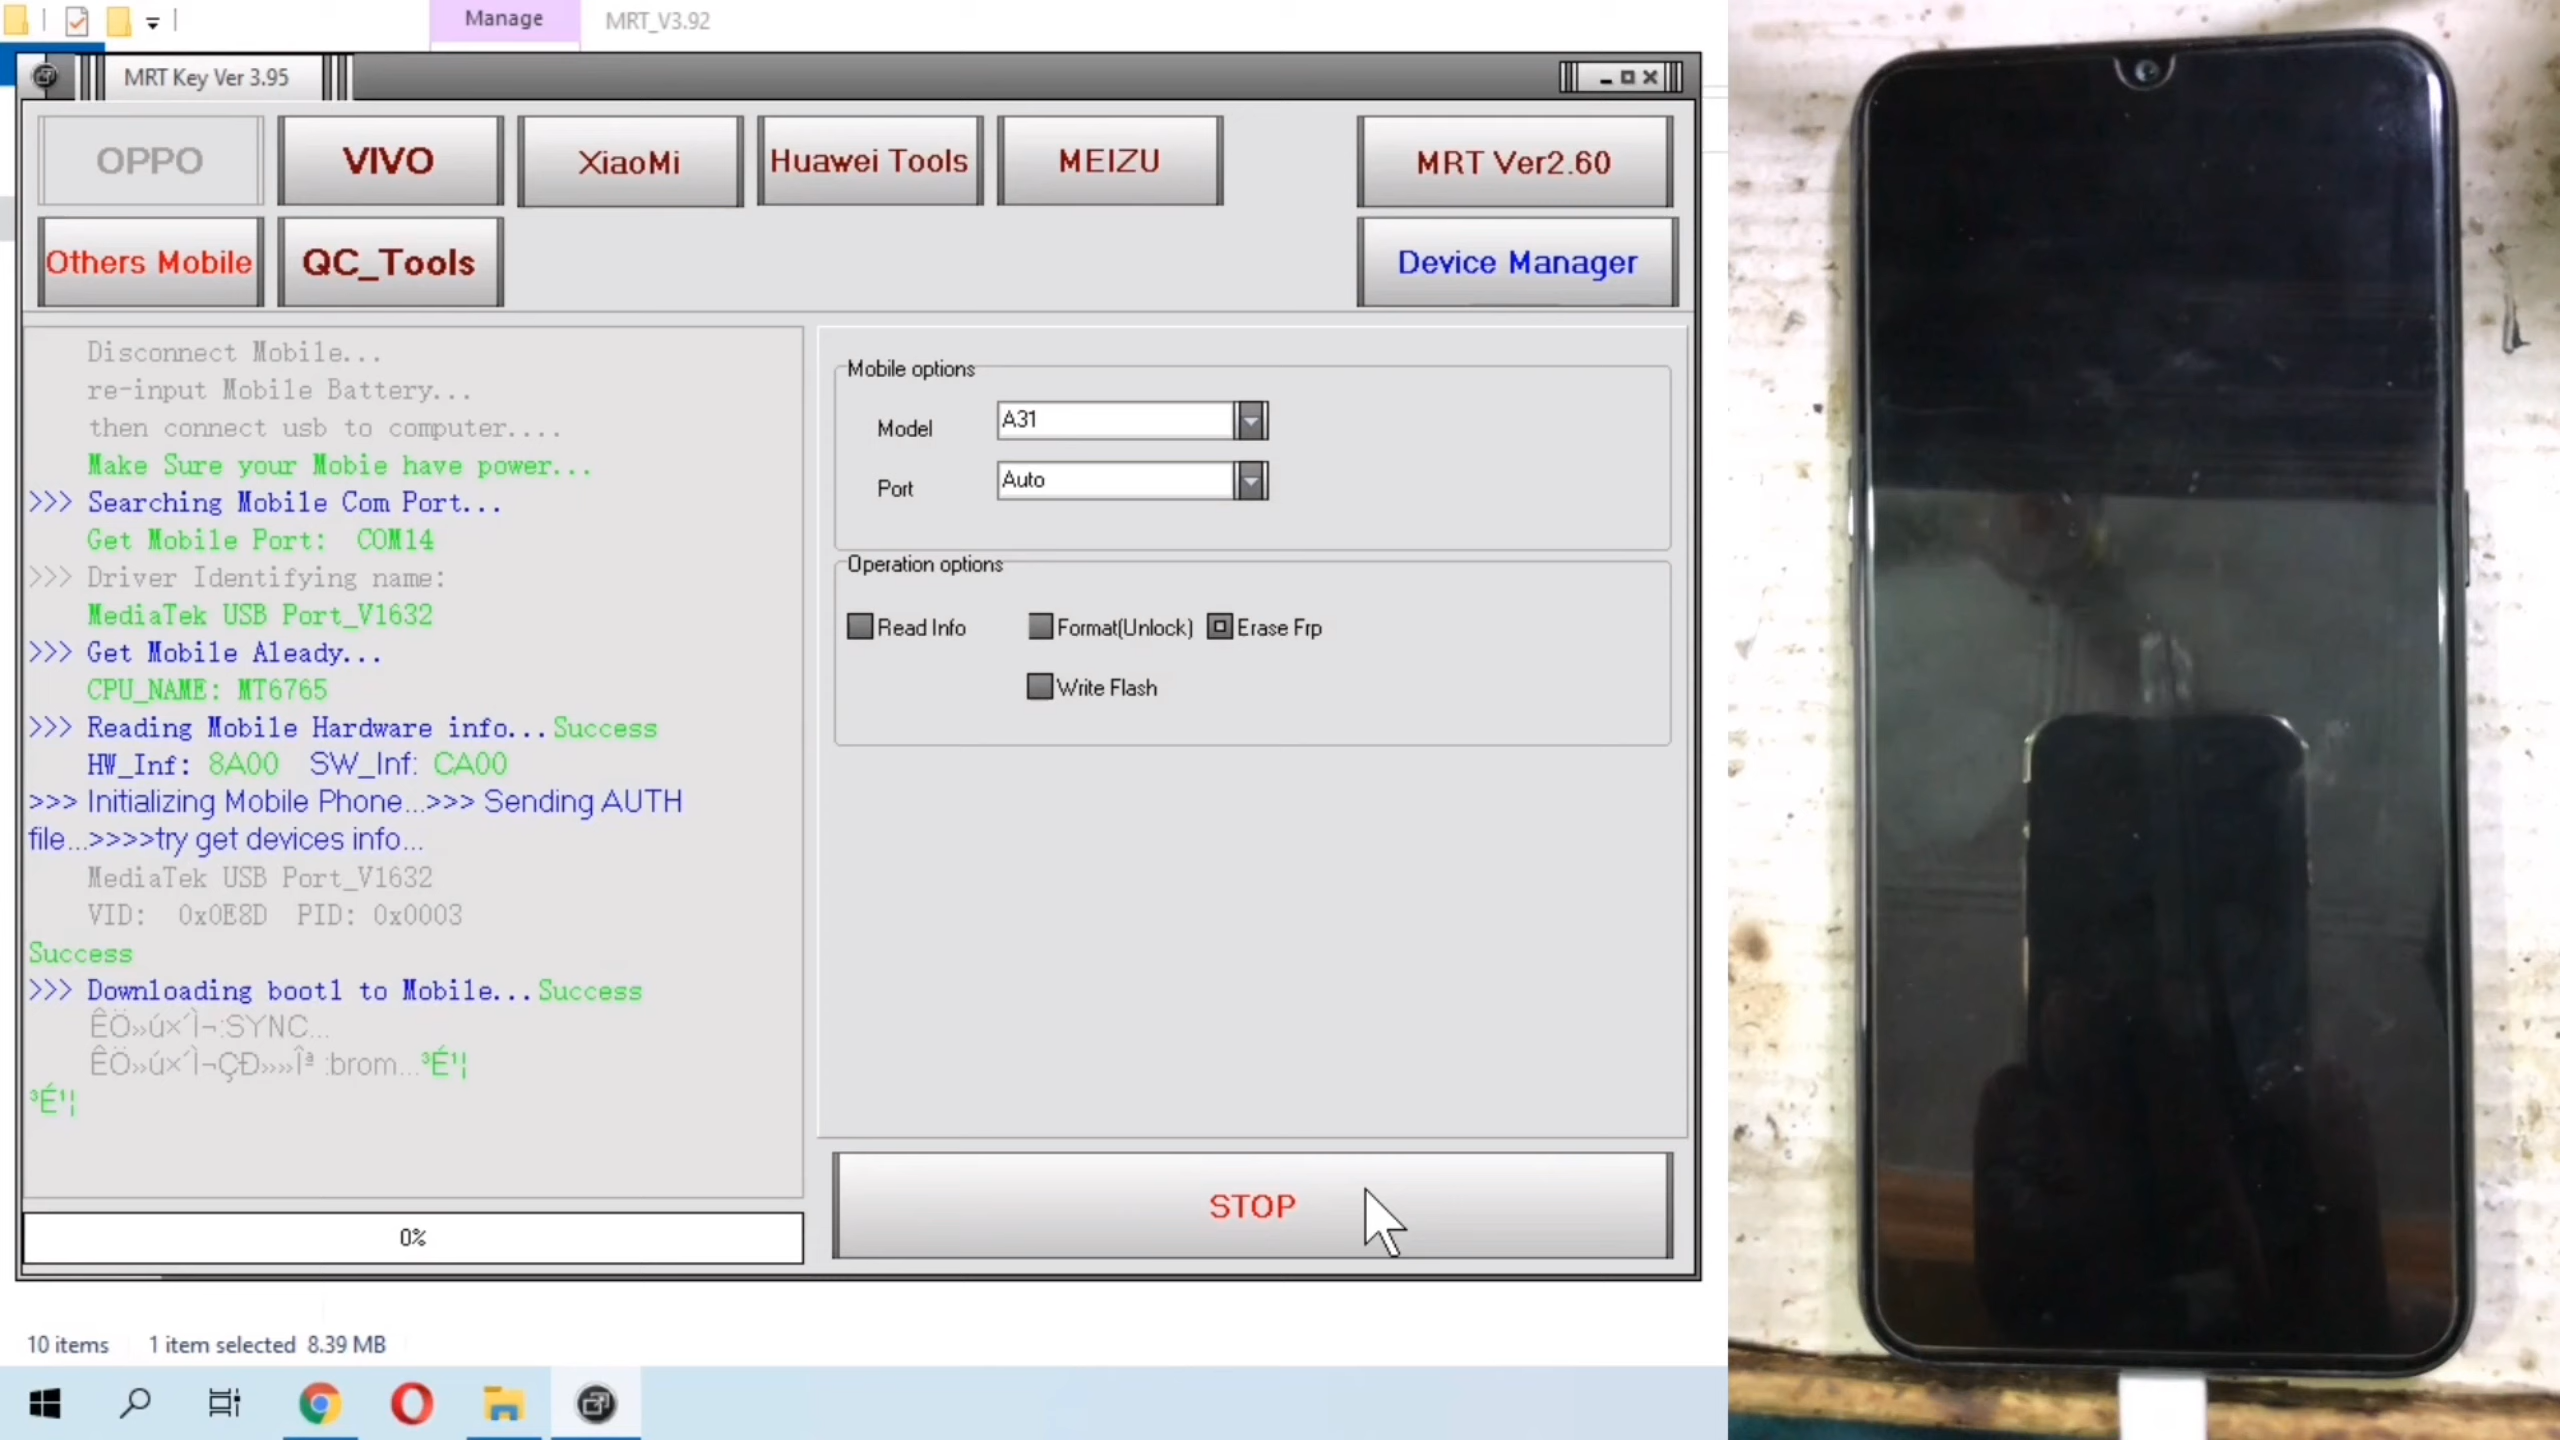 Manage
MRT_V3.92
MRT Key Ver 3.95
OPPO
VIVO
XiaoMi
Huawei Tools
MEIZU
MRT Ver2.60
Others Mobile
QC_Tools
Device Manager
Disconnect Mobile...
re-input Mobile Battery...
then connect usb to computer....
Make Sure your Mobie have power...
>>> Searching Mobile Com Port...
Get Mobile Port: COM14
>>> Driver Identifying name:
MediaTek USB Port_V1632
>>> Get Mobile Aleady...
CPU_NAME: MT6765
>>> Reading Mobile Hardware info...Success
HW_Inf: 8A00 SW_Inf: CA00
>>> Initializing Mobile Phone...>>> Sending AUTH
file...>>>>try get devices info...
MediaTek USB Port_V1632
VID: 0x0E8D PID: 0x0003
Success
>>> Downloading boot1 to Mobile...Success
ÊÖ»ú×´Ì¬:SYNC...
ÊÖ»ú×´Ì¬ÇÐ»»Îª :brom...³É¹¦
³É¹¦
0%
Mobile options
Model
A31
Port
Auto
Operation options
Read Info
Format(Unlock)
Erase Frp
Write Flash
STOP
10 items
1 item selected 8.39 MB